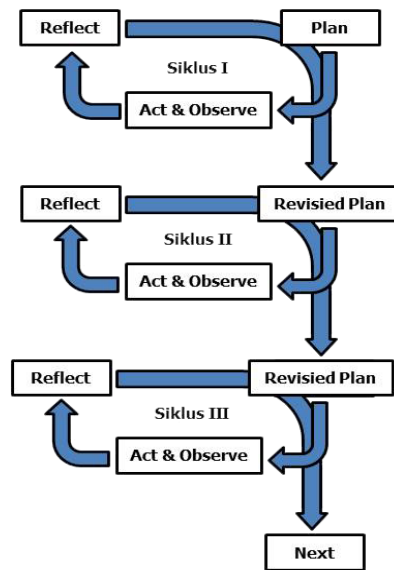 Reflect
Plan
Siklus I
Act & Observe
Reflect
Revisied Plan
Siklus II
Act & Observe
Reflect
Revisied Plan
Siklus III
Act & Observe
Next